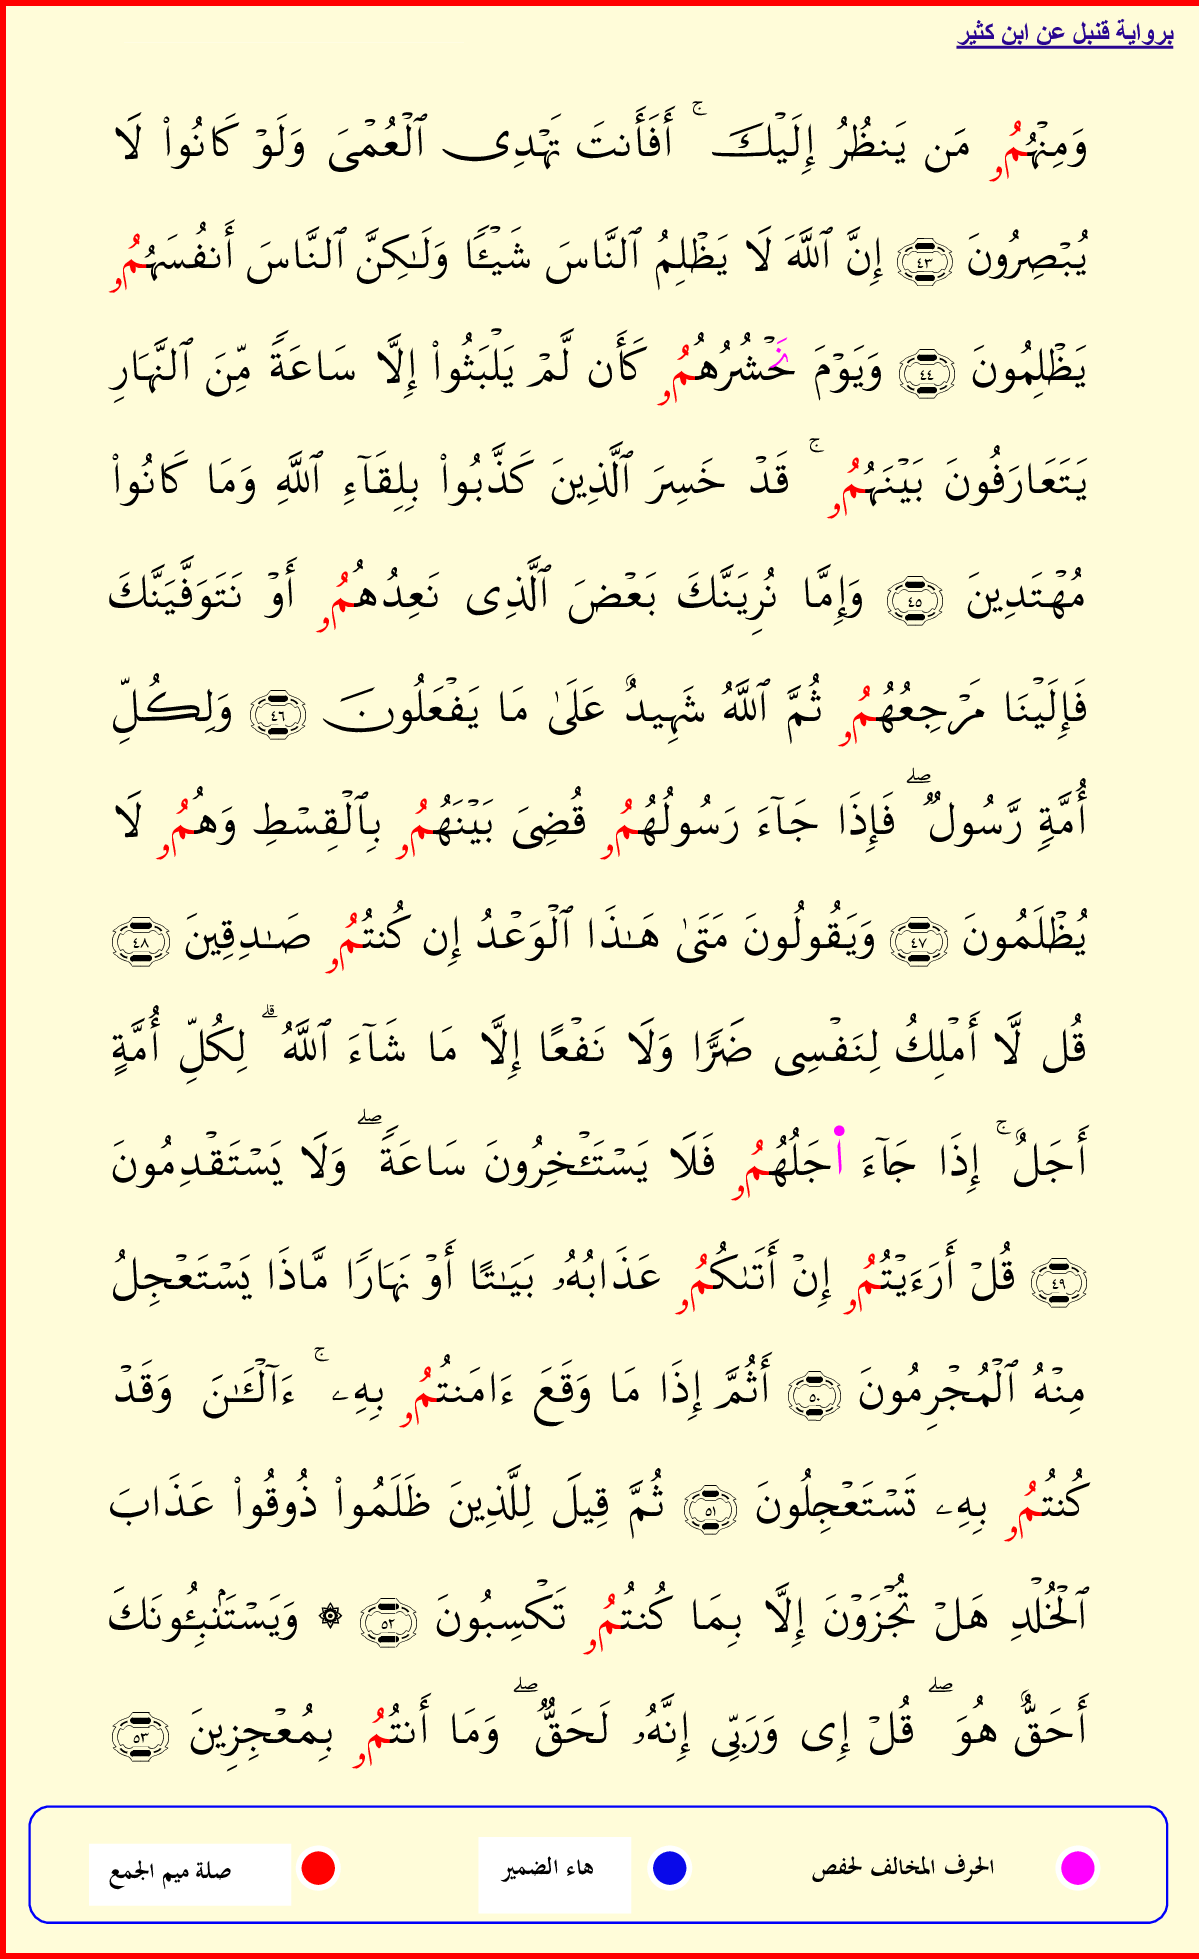 برواية قنبل عن ابن كثير
وَمِنۡهُمُۥ مَن يَنظُرُ إِلَيۡكَۚ أَفَأَنتَ تَهۡدِي ٱلۡعُمۡيَ وَلَوۡ كَانُواْ لَا
يُبۡصِرُونَ ٤٣ إِنَّ ٱللَّهَ لَا يَظۡلِمُ ٱلنَّاسَ شَيۡـٔٗا وَلَٰكِنَّ ٱلنَّاسَ أَنفُسَهُمُۥ
يَظۡلِمُونَ ٤٤ وَيَوۡمَ نَحۡشُرُهُمُۥ كَأَن لَّمۡ يَلۡبَثُواْ إِلَّا سَاعَةٗ مِّنَ ٱلنَّهَارِ
يَتَعَارَفُونَ بَيۡنَهُمُۥۚ قَدۡ خَسِرَ ٱلَّذِينَ كَذَّبُواْ بِلِقَآءِ ٱللَّهِ وَمَا كَانُواْ
مُهۡتَدِينَ ٤٥ وَإِمَّا نُرِيَنَّكَ بَعۡضَ ٱلَّذِي نَعِدُهُمُۥ أَوۡ نَتَوَفَّيَنَّكَ
فَإِلَيۡنَا مَرۡجِعُهُمُۥ ثُمَّ ٱللَّهُ شَهِيدٌ عَلَىٰ مَا يَفۡعَلُونَ ٤٦ وَلِكُلِّ
أُمَّةٖ رَّسُولٞۖ فَإِذَا جَآءَ رَسُولُهُمُۥ قُضِيَ بَيۡنَهُمُۥ بِٱلۡقِسۡطِ وَهُمُۥ لَا
يُظۡلَمُونَ ٤٧ وَيَقُولُونَ مَتَىٰ هَٰذَا ٱلۡوَعۡدُ إِن كُنتُمُۥ صَٰدِقِينَ ٤٨
قُل لَّا أَمۡلِكُ لِنَفۡسِي ضَرّٗا وَلَا نَفۡعًا إِلَّا مَا شَآءَ ٱللَّهُۗ لِكُلِّ أُمَّةٍ
أَجَلٌۚ إِذَا جَآءَ ا۬جَلُهُمُۥ فَلَا يَسۡتَـٔۡخِرُونَ سَاعَةٗۖ وَلَا يَسۡتَقۡدِمُونَ
٤٩ قُلۡ أَرَءَيۡتُمُۥ إِنۡ أَتَىٰكُمُۥ عَذَابُهُۥ بَيَٰتًا أَوۡ نَهَارٗا مَّاذَا يَسۡتَعۡجِلُ
مِنۡهُ ٱلۡمُجۡرِمُونَ ٥٠ أَثُمَّ إِذَا مَا وَقَعَ ءَامَنتُمُۥ بِهِۦۚ ءَآلۡـَٰٔنَ وَقَدۡ
كُنتُمُۥ بِهِۦ تَسۡتَعۡجِلُونَ ٥١ ثُمَّ قِيلَ لِلَّذِينَ ظَلَمُواْ ذُوقُواْ عَذَابَ
ٱلۡخُلۡدِ هَلۡ تُجۡزَوۡنَ إِلَّا بِمَا كُنتُمُۥ تَكۡسِبُونَ ٥٢ ۞ وَيَسۡتَنۢبِـُٔونَكَ
أَحَقٌّ هُوَۖ قُلۡ إِي وَرَبِّي إِنَّهُۥ لَحَقّٞۖ وَمَا أَنتُمُۥ بِمُعۡجِزِينَ ٥٣
الحرف المخالف لحفص هاء الضمير صلة ميم الجمع